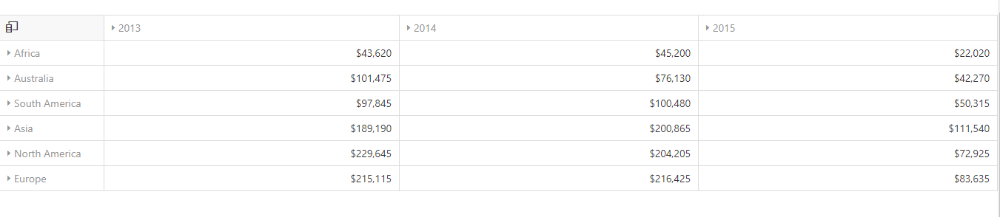 2013 2014 2015
Africa $43,620 $45,200 $22,020
Australia $101,475 $76,130 $42,270
South America $97,845 $100,480 $50,315
Asia $189,190 $200,865 $111,540
North America $229,645 $204,205 $72,925
Europe $215,115 $216,425 $83,635